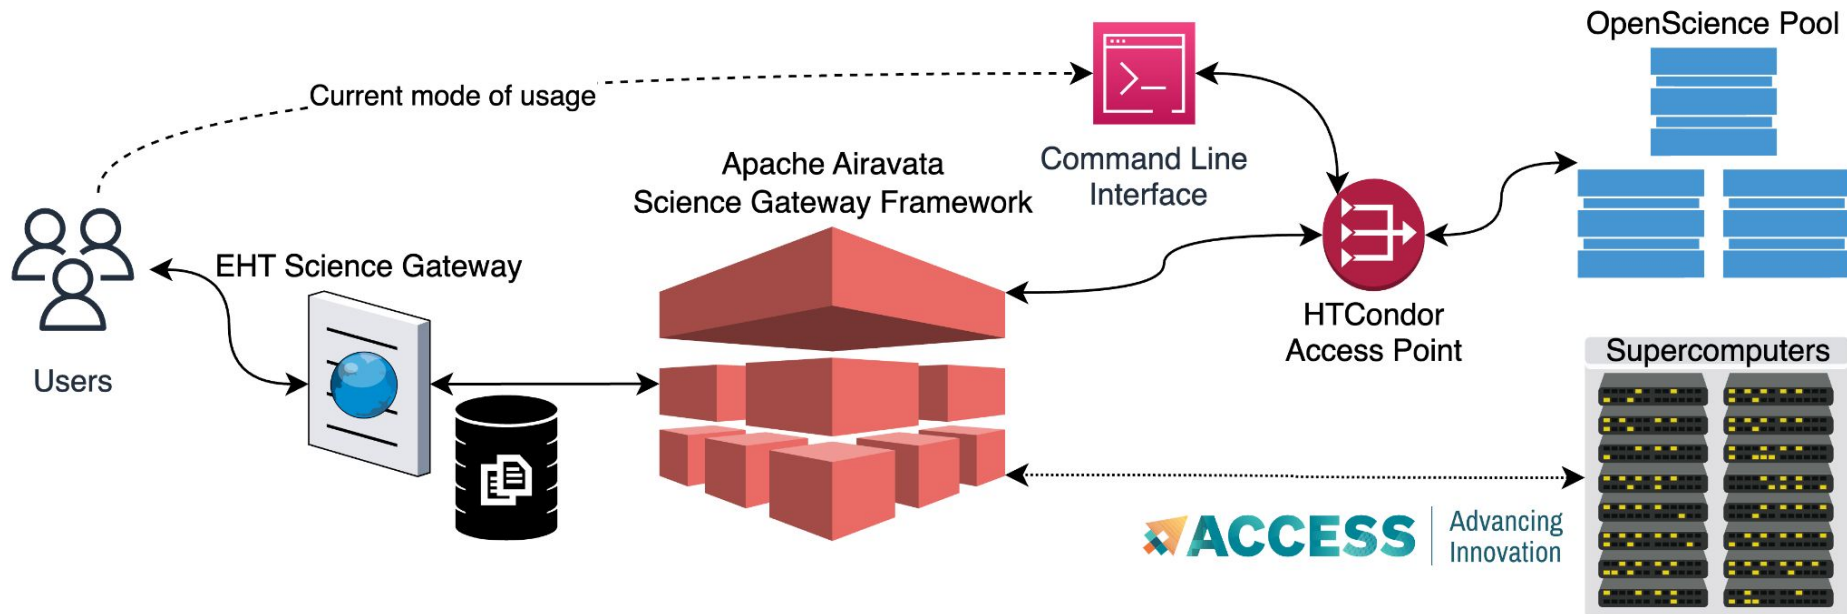 OpenScience Pool
Current mode of usage
Command Line
Interface
Apache Airavata
Science Gateway Framework
EHT Science Gateway
Users
HTCondor
Access Point
Supercomputers
ACCESS
Advancing
Innovation